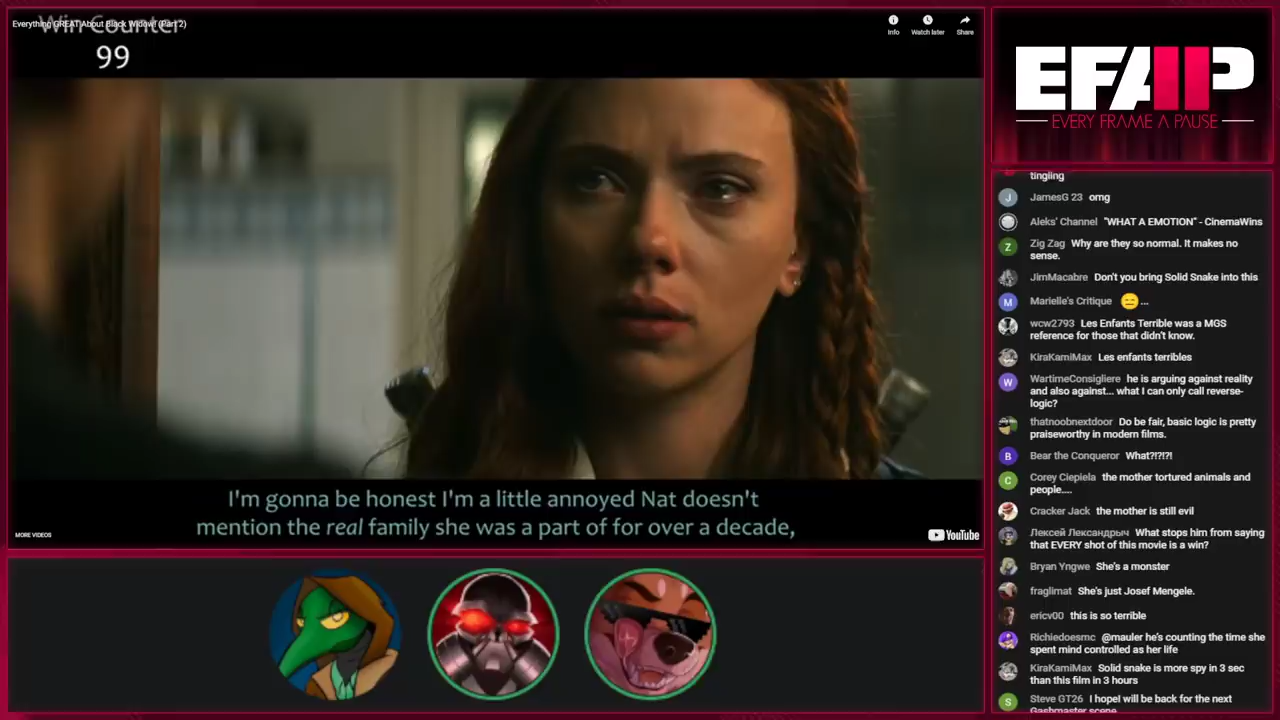 Everything GREAT About Black Widow! (Part 2)
Win Counter
99
Info
Watch later
Share
I'm gonna be honest I'm a little annoyed Nat doesn't
mention the real family she was a part of for over a decade,
MORE VIDEOS
YouTube
EFAP
EVERY FRAME A PAUSE
tingling
JamesG 23 omg
Aleks' Channel "WHAT A EMOTION" - CinemaWins
Zig Zag Why are they so normal. It makes no
sense.
JimMacabre Don't you bring Solid Snake into this
Marielle's Critique 😑 ...
wcw2793 Les Enfants Terrible was a MGS
reference for those that didn't know.
KiraKamiMax Les enfants terribles
WartimeConsigliere he is arguing against reality
and also against... what I can only call reverse-
logic?
thatnoobnextdoor Do be fair, basic logic is pretty
praiseworthy in modern films.
Bear the Conqueror What?!?!?!
Corey Ciepiela the mother tortured animals and
people....
Cracker Jack the mother is still evil
Лексей Лександрыч What stops him from saying
that EVERY shot of this movie is a win?
Bryan Yngwe She's a monster
fraglimat She's just Josef Mengele.
ericv00 this is so terrible
Richiedoesmc @mauler he's counting the time she
spent mind controlled as her life
KiraKamiMax Solid snake is more spy in 3 sec
than this film in 3 hours
Steve GT26 I hope! will be back for the next
Gashmaster scene